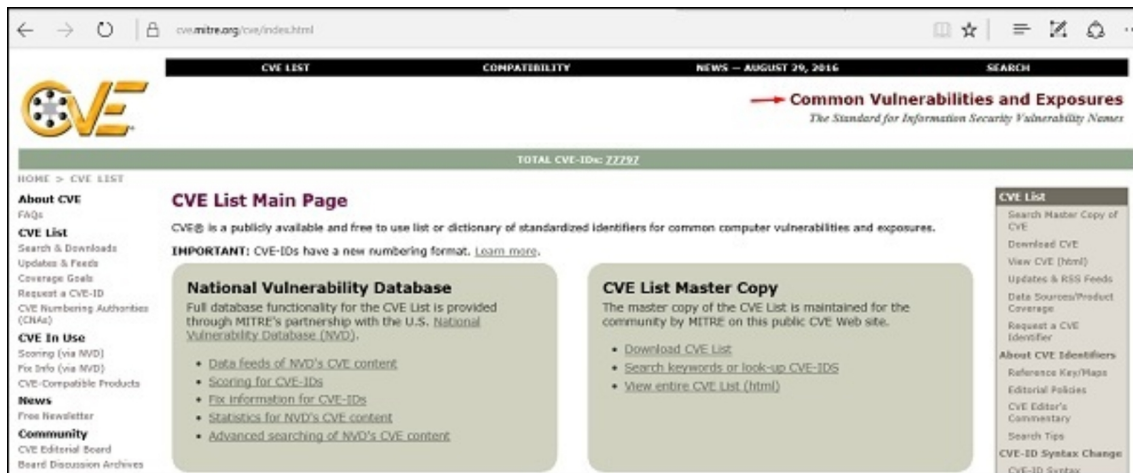 cve.mitre.org/cve/index.html
CVE LIST
COMPATIBILITY
NEWS — AUGUST 29, 2016
SEARCH
CVE
Common Vulnerabilities and Exposures
The Standard for Information Security Vulnerability Names
TOTAL CVE-IDs: 77797
HOME > CVE LIST
About CVE
FAQs
CVE List
Search & Downloads
Updates & Feeds
Coverage Goals
Request a CVE-ID
CVE Numbering Authorities
(CNAs)
CVE In Use
Scoring (via NVD)
Fix Info (via NVD)
CVE-Compatible Products
News
Free Newsletter
Community
CVE Editorial Board
Board Discussion Archives
CVE List Main Page
CVE® is a publicly available and free to use list or dictionary of standardized identifiers for common computer vulnerabilities and exposures.
IMPORTANT: CVE-IDs have a new numbering format. Learn more.
National Vulnerability Database
Full database functionality for the CVE List is provided
through MITRE's partnership with the U.S. National
Vulnerability Database (NVD).
• Data feeds of NVD's CVE content
• Scoring for CVE-IDs
• Fix information for CVE-IDs
• Statistics for NVD's CVE content
• Advanced searching of NVD's CVE content
CVE List Master Copy
The master copy of the CVE List is maintained for the
community by MITRE on this public CVE Web site.
• Download CVE List
• Search keywords or look-up CVE-IDS
• View entire CVE List (html)
CVE List
Search Master Copy of
CVE
Download CVE
View CVE (html)
Updates & RSS Feeds
Data Sources/Product
Coverage
Request a CVE
Identifier
About CVE Identifiers
Reference Key/Maps
Editorial Policies
CVE Editor's
Commentary
Search Tips
CVE-ID Syntax Change
CVE-ID Syntax